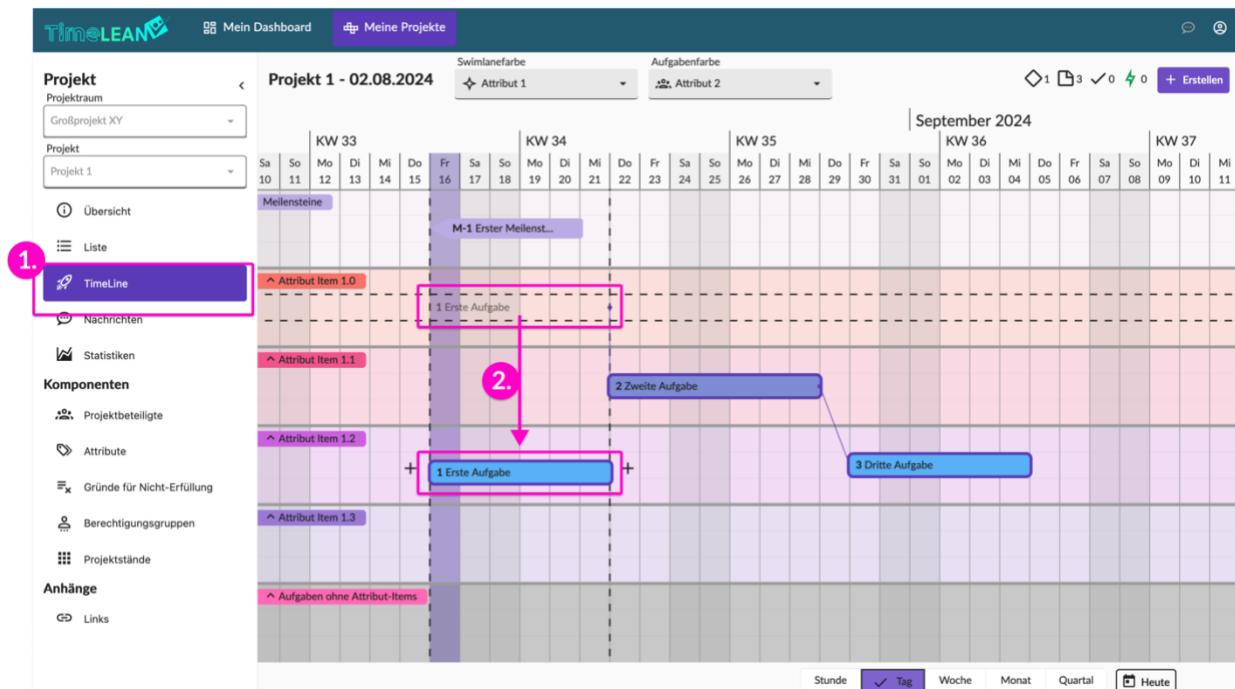 TimeLEAN
Mein Dashboard
Meine Projekte
Projekt
Projektraum
Großprojekt XY
Projekt
Projekt 1
Übersicht
Liste
1.
TimeLine
Nachrichten
Statistiken
Komponenten
Projektbeteiligte
Attribute
Gründe für Nicht-Erfüllung
Berechtigungsgruppen
Projektstände
Anhänge
Links
Projekt 1 - 02.08.2024
Swimlanefarbe
Attribut 1
Aufgabenfarbe
Attribut 2
1 3 0 0
+ Erstellen
September 2024
KW 33 KW 34 KW 35 KW 36 KW 37
Sa So Mo Di Mi Do Fr Sa So Mo Di Mi Do Fr Sa So Mo Di Mi Do Fr Sa So Mo Di Mi Do Fr Sa So Mo Di Mi
10 11 12 13 14 15 16 17 18 19 20 21 22 23 24 25 26 27 28 29 30 31 01 02 03 04 05 06 07 08 09 10 11
Meilensteine
M-1 Erster Meilenst...
Attribut Item 1.0
1 Erste Aufgabe
Attribut Item 1.1
2.
2 Zweite Aufgabe
Attribut Item 1.2
+ 1 Erste Aufgabe +
3 Dritte Aufgabe
Attribut Item 1.3
Aufgaben ohne Attribut-Items
Stunde Tag Woche Monat Quartal Heute